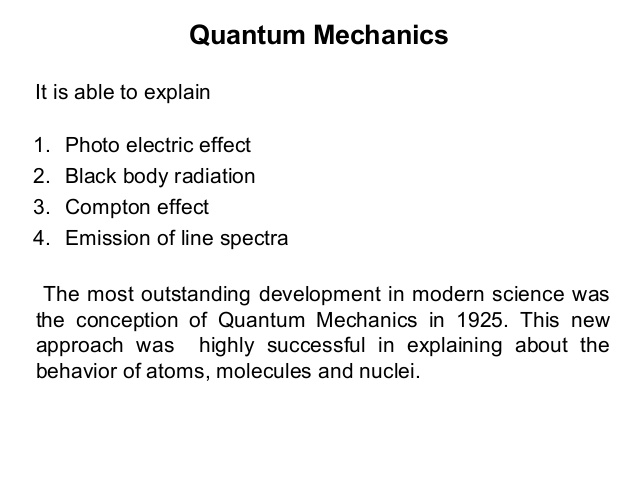 Quantum Mechanics
It is able to explain
1. Photo electric effect
2. Black body radiation
3. Compton effect
4. Emission of line spectra
The most outstanding development in modern science was
the conception of Quantum Mechanics in 1925. This new
approach was highly successful in explaining about the
behavior of atoms, molecules and nuclei.